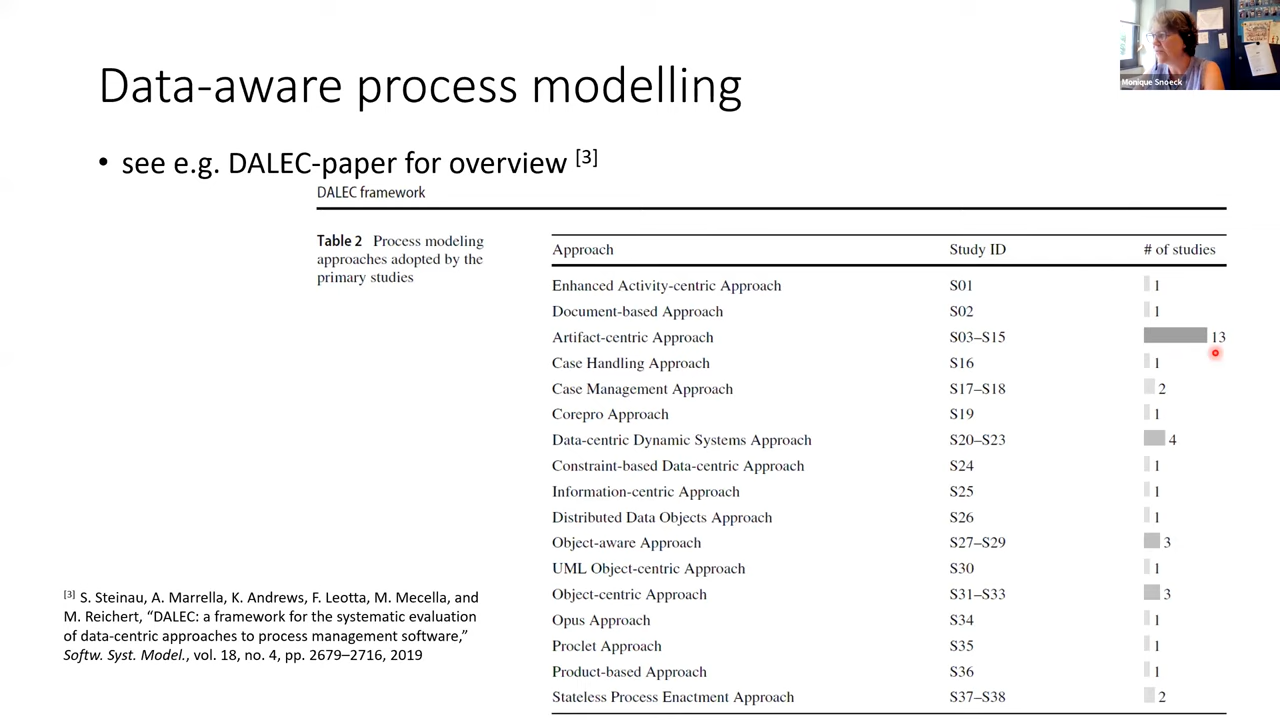 Monique Snoeck
Data-aware process modelling
• see e.g. DALEC-paper for overview [3]
DALEC framework
Table 2 Process modeling
approaches adopted by the
primary studies
Approach Study ID # of studies
Enhanced Activity-centric Approach S01 1
Document-based Approach S02 1
Artifact-centric Approach S03–S15 13
Case Handling Approach S16 1
Case Management Approach S17–S18 2
Corepro Approach S19 1
Data-centric Dynamic Systems Approach S20–S23 4
Constraint-based Data-centric Approach S24 1
Information-centric Approach S25 1
Distributed Data Objects Approach S26 1
Object-aware Approach S27–S29 3
UML Object-centric Approach S30 1
Object-centric Approach S31–S33 3
Opus Approach S34 1
Proclet Approach S35 1
Product-based Approach S36 1
Stateless Process Enactment Approach S37–S38 2
[3] S. Steinau, A. Marrella, K. Andrews, F. Leotta, M. Mecella, and
M. Reichert, “DALEC: a framework for the systematic evaluation
of data-centric approaches to process management software,”
Softw. Syst. Model., vol. 18, no. 4, pp. 2679–2716, 2019